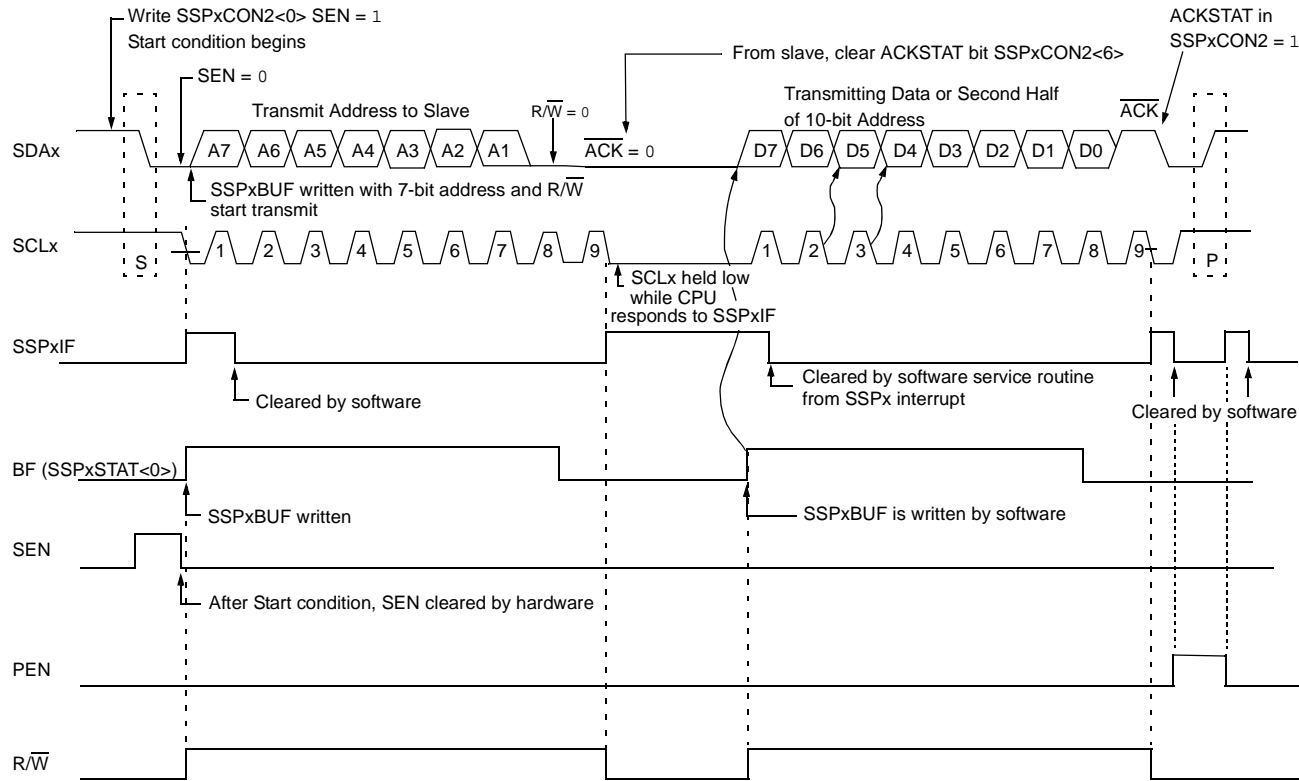 Write SSPxCON2<0> SEN = 1
Start condition begins
ACKSTAT in
SSPxCON2 = 1
From slave, clear ACKSTAT bit SSPxCON2<6>
SEN = 0
Transmit Address to Slave
R/W̅ = 0
Transmitting Data or Second Half
of 10-bit Address
A̅C̅K̅
SDAx
A7 A6 A5 A4 A3 A2 A1
A̅C̅K̅ = 0
D7 D6 D5 D4 D3 D2 D1 D0
SSPxBUF written with 7-bit address and R/W̅
start transmit
SCLx
S
1 2 3 4 5 6 7 8 9
1 2 3 4 5 6 7 8 9
P
SCLx held low
while CPU
responds to SSPxIF
SSPxIF
Cleared by software
Cleared by software service routine
from SSPx interrupt
Cleared by software
BF (SSPxSTAT<0>)
SSPxBUF written
SSPxBUF is written by software
SEN
After Start condition, SEN cleared by hardware
PEN
R/W̅